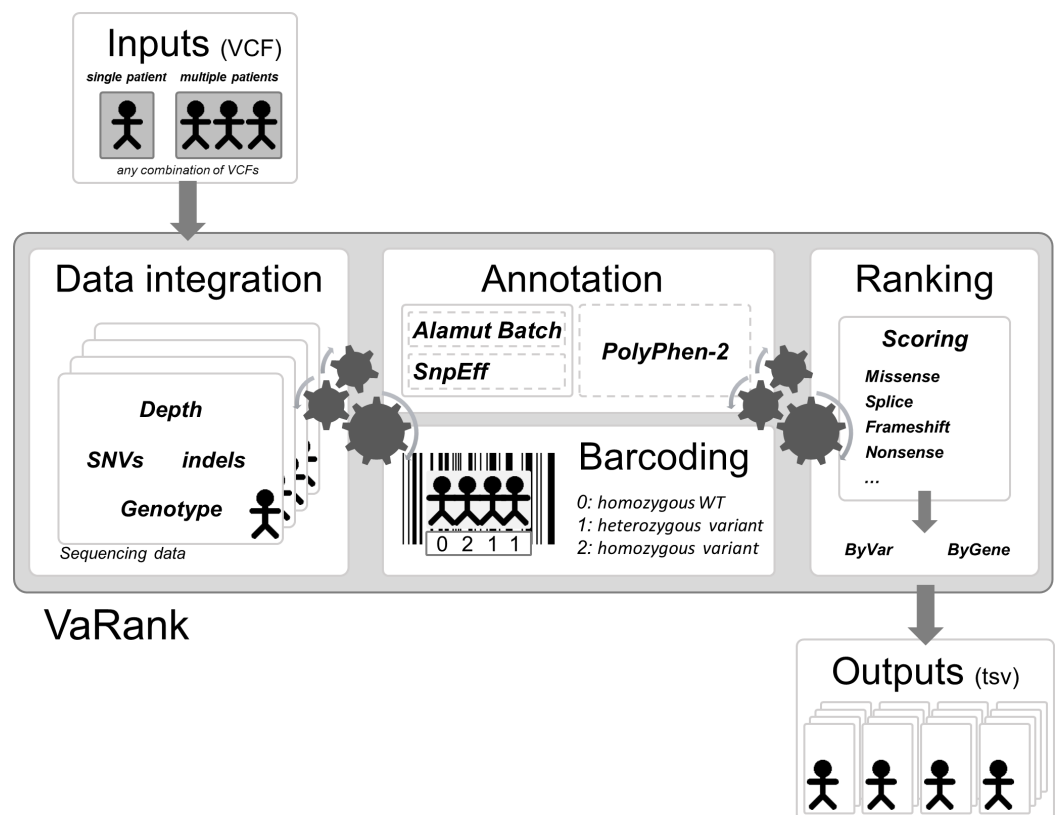 Inputs (VCF)
single patient multiple patients
any combination of VCFs
Data integration
Depth
SNVs indels
Genotype
Sequencing data
Annotation
Alamut Batch
SnpEff
PolyPhen-2
Barcoding
0 2 1 1
0: homozygous WT
1: heterozygous variant
2: homozygous variant
Ranking
Scoring
Missense
Splice
Frameshift
Nonsense
...
ByVar ByGene
VaRank
Outputs (tsv)